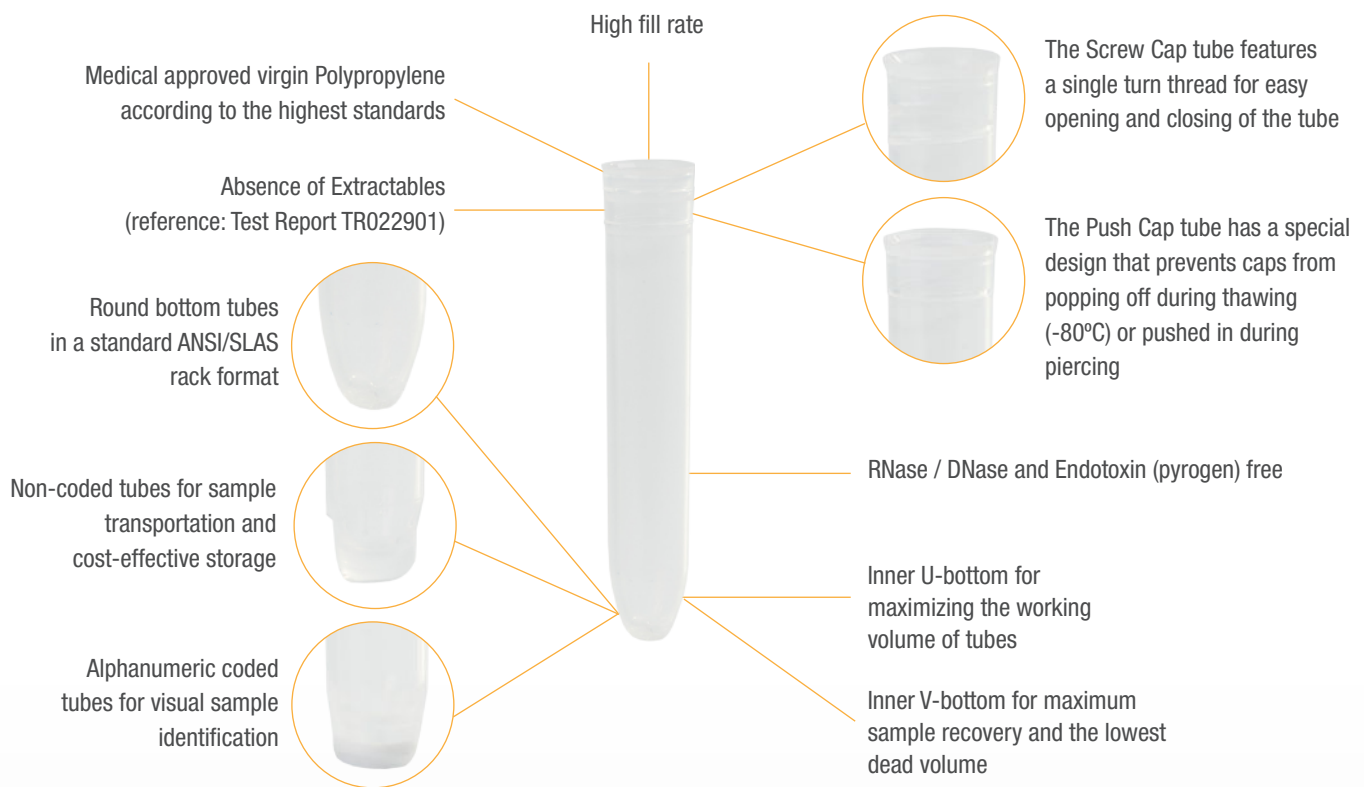 High fill rate
Medical approved virgin Polypropylene
according to the highest standards
Absence of Extractables
(reference: Test Report TR022901)
Round bottom tubes
in a standard ANSI/SLAS
rack format
Non-coded tubes for sample
transportation and
cost-effective storage
Alphanumeric coded
tubes for visual sample
identification
The Screw Cap tube features
a single turn thread for easy
opening and closing of the tube
The Push Cap tube has a special
design that prevents caps from
popping off during thawing
(-80ºC) or pushed in during
piercing
RNase / DNase and Endotoxin (pyrogen) free
Inner U-bottom for
maximizing the working
volume of tubes
Inner V-bottom for maximum
sample recovery and the lowest
dead volume